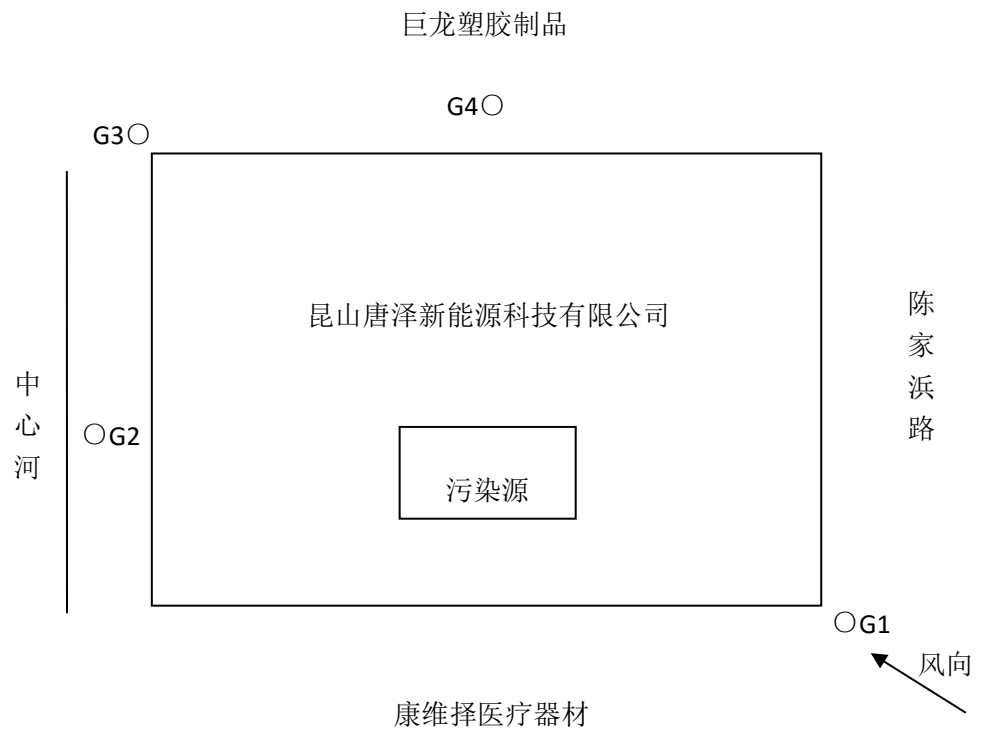 巨龙塑胶制品
G4○
G3○
昆山唐泽新能源科技有限公司
陈家浜路
中心河
○G2
污染源
○G1
风向
康维择医疗器材